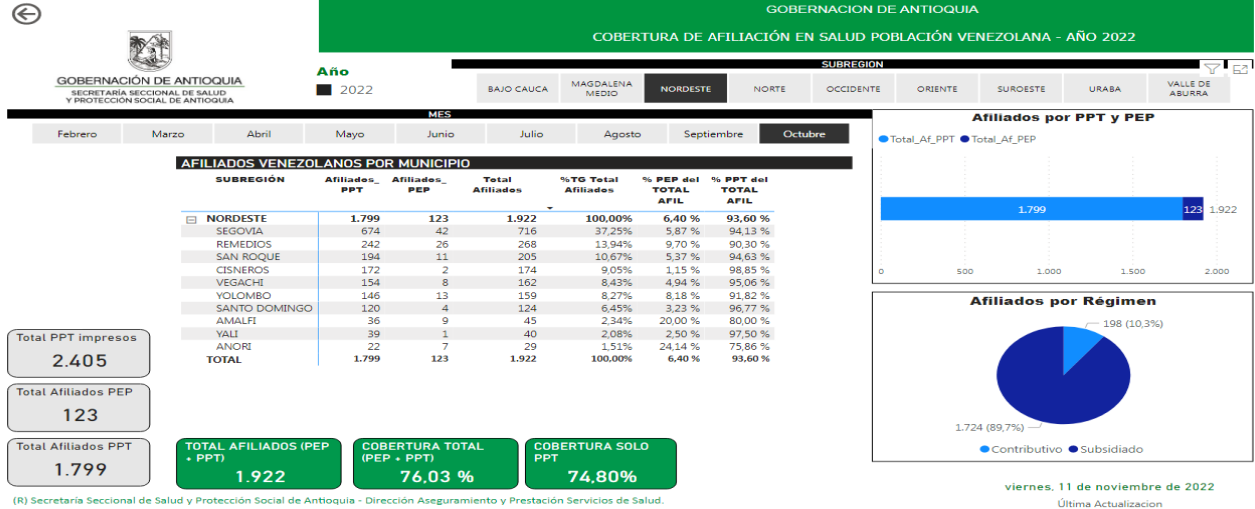 GOBERNACION DE ANTIOQUIA
COBERTURA DE AFILIACIÓN EN SALUD POBLACIÓN VENEZOLANA - AÑO 2022
GOBERNACIÓN DE ANTIOQUIA
SECRETARÍA SECCIONAL DE SALUD
Y PROTECCIÓN SOCIAL DE ANTIOQUIA
Año
2022
SUBREGION
BAJO CAUCA MAGDALENA MEDIO NORDESTE NORTE OCCIDENTE ORIENTE SUROESTE URABA VALLE DE ABURRA
MES
Febrero Marzo Abril Mayo Junio Julio Agosto Septiembre Octubre
AFILIADOS VENEZOLANOS POR MUNICIPIO
SUBREGIÓN Afiliados_PPT Afiliados_PEP Total Afiliados %TG Total Afiliados % PEP del TOTAL AFIL % PPT del TOTAL AFIL
NORDESTE 1.799 123 1.922 100,00% 6,40 % 93,60 %
SEGOVIA 674 42 716 37,25% 5,87 % 94,13 %
REMEDIOS 242 26 268 13,94% 9,70 % 90,30 %
SAN ROQUE 194 11 205 10,67% 5,37 % 94,63 %
CISNEROS 172 2 174 9,05% 1,15 % 98,85 %
VEGACHI 154 8 162 8,43% 4,94 % 95,06 %
YOLOMBO 146 13 159 8,27% 8,18 % 91,82 %
SANTO DOMINGO 120 4 124 6,45% 3,23 % 96,77 %
AMALFI 36 9 45 2,34% 20,00 % 80,00 %
YALI 39 1 40 2,08% 2,50 % 97,50 %
ANORI 22 7 29 1,51% 24,14 % 75,86 %
TOTAL 1.799 123 1.922 100,00% 6,40 % 93,60 %
Afiliados por PPT y PEP
Total_Af_PPT Total_Af_PEP
1.799 123 1.922
0 500 1.000 1.500 2.000
Afiliados por Régimen
198 (10,3%)
1.724 (89,7%)
Contributivo Subsidiado
Total PPT impresos
2.405
Total Afiliados PEP
123
Total Afiliados PPT
1.799
TOTAL AFILIADOS (PEP + PPT)
1.922
COBERTURA TOTAL (PEP + PPT)
76,03 %
COBERTURA SOLO PPT
74,80%
(R) Secretaría Seccional de Salud y Protección Social de Antioquia - Dirección Aseguramiento y Prestación Servicios de Salud.
viernes, 11 de noviembre de 2022
Última Actualizacion